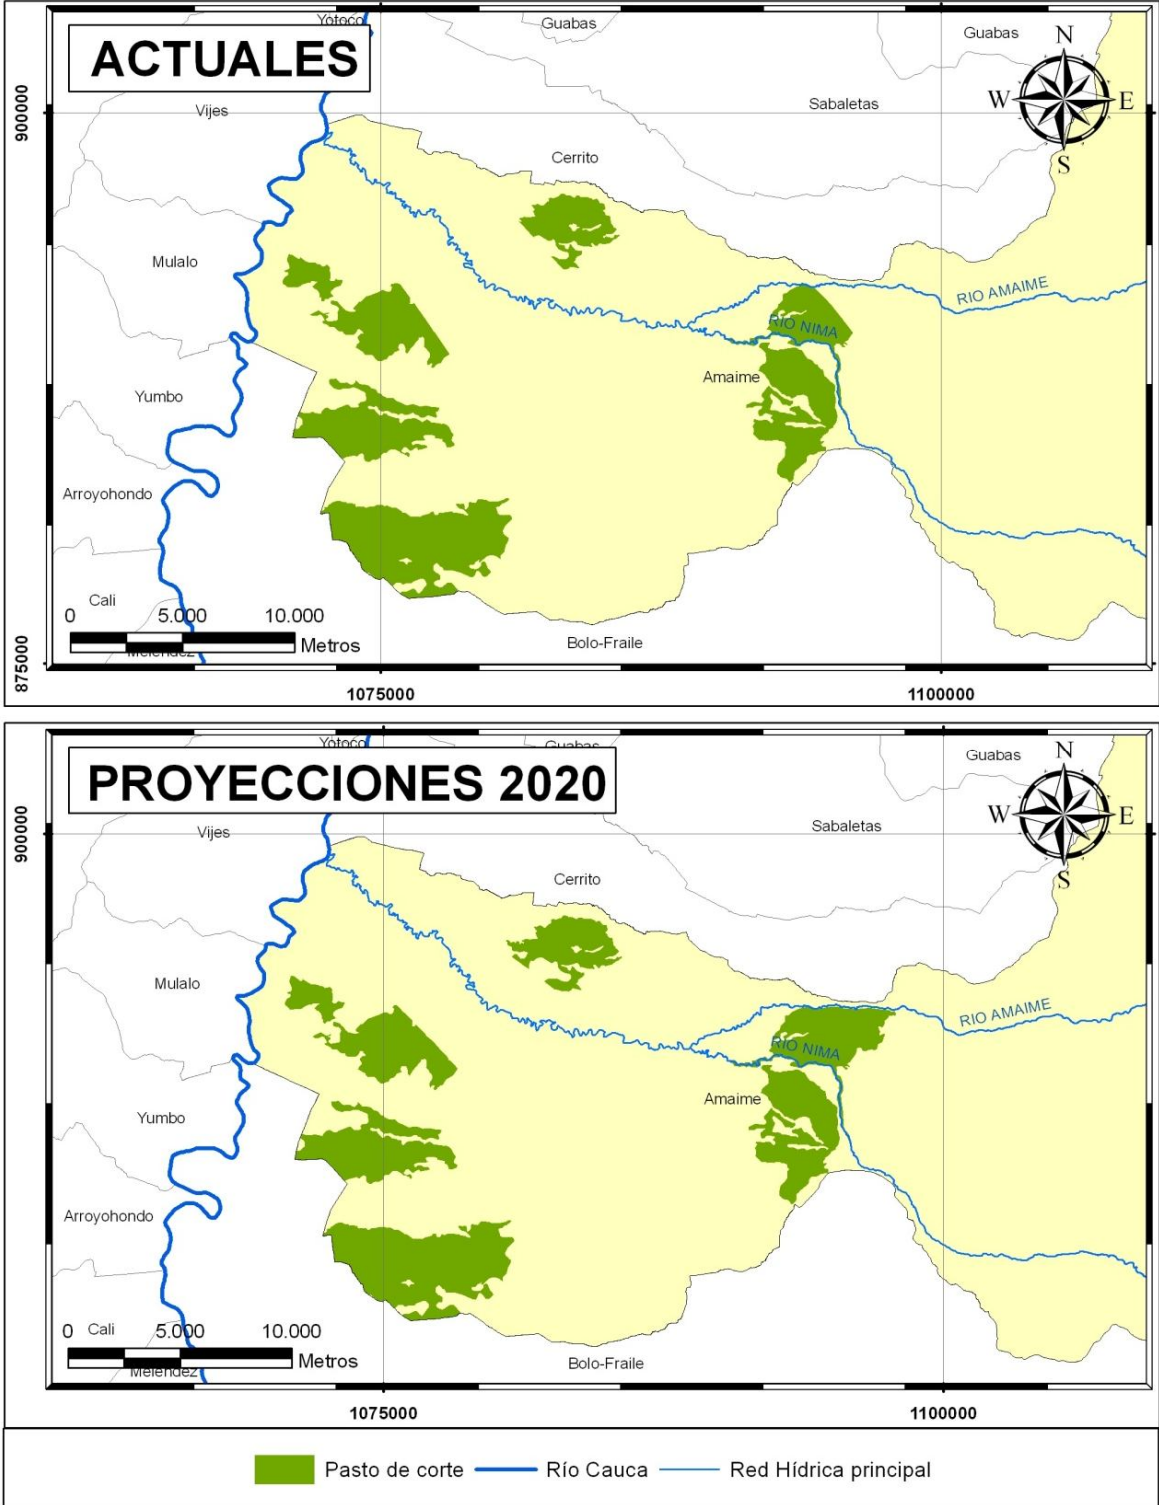 Yotoco
Guabas
Guabas
N
ACTUALES
W
E
900000
Vijes
Sabaletas
S
Cerrito
Mulalo
RIO AMAIME
RIO NIMA
Amaime
Yumbo
Arroyohondo
Cali
0 5.000 10.000
Metros
Meléndez
Bolo-Fraile
875000
1075000 1100000
Yotoco
Guabas
Guabas
N
PROYECCIONES 2020
W
E
900000
Vijes
Sabaletas
S
Cerrito
Mulalo
RIO AMAIME
RIO NIMA
Amaime
Yumbo
Arroyohondo
0 Cali 5.000 10.000
Metros
Meléndez
Bolo-Fraile
1075000 1100000
Pasto de corte Río Cauca Red Hídrica principal